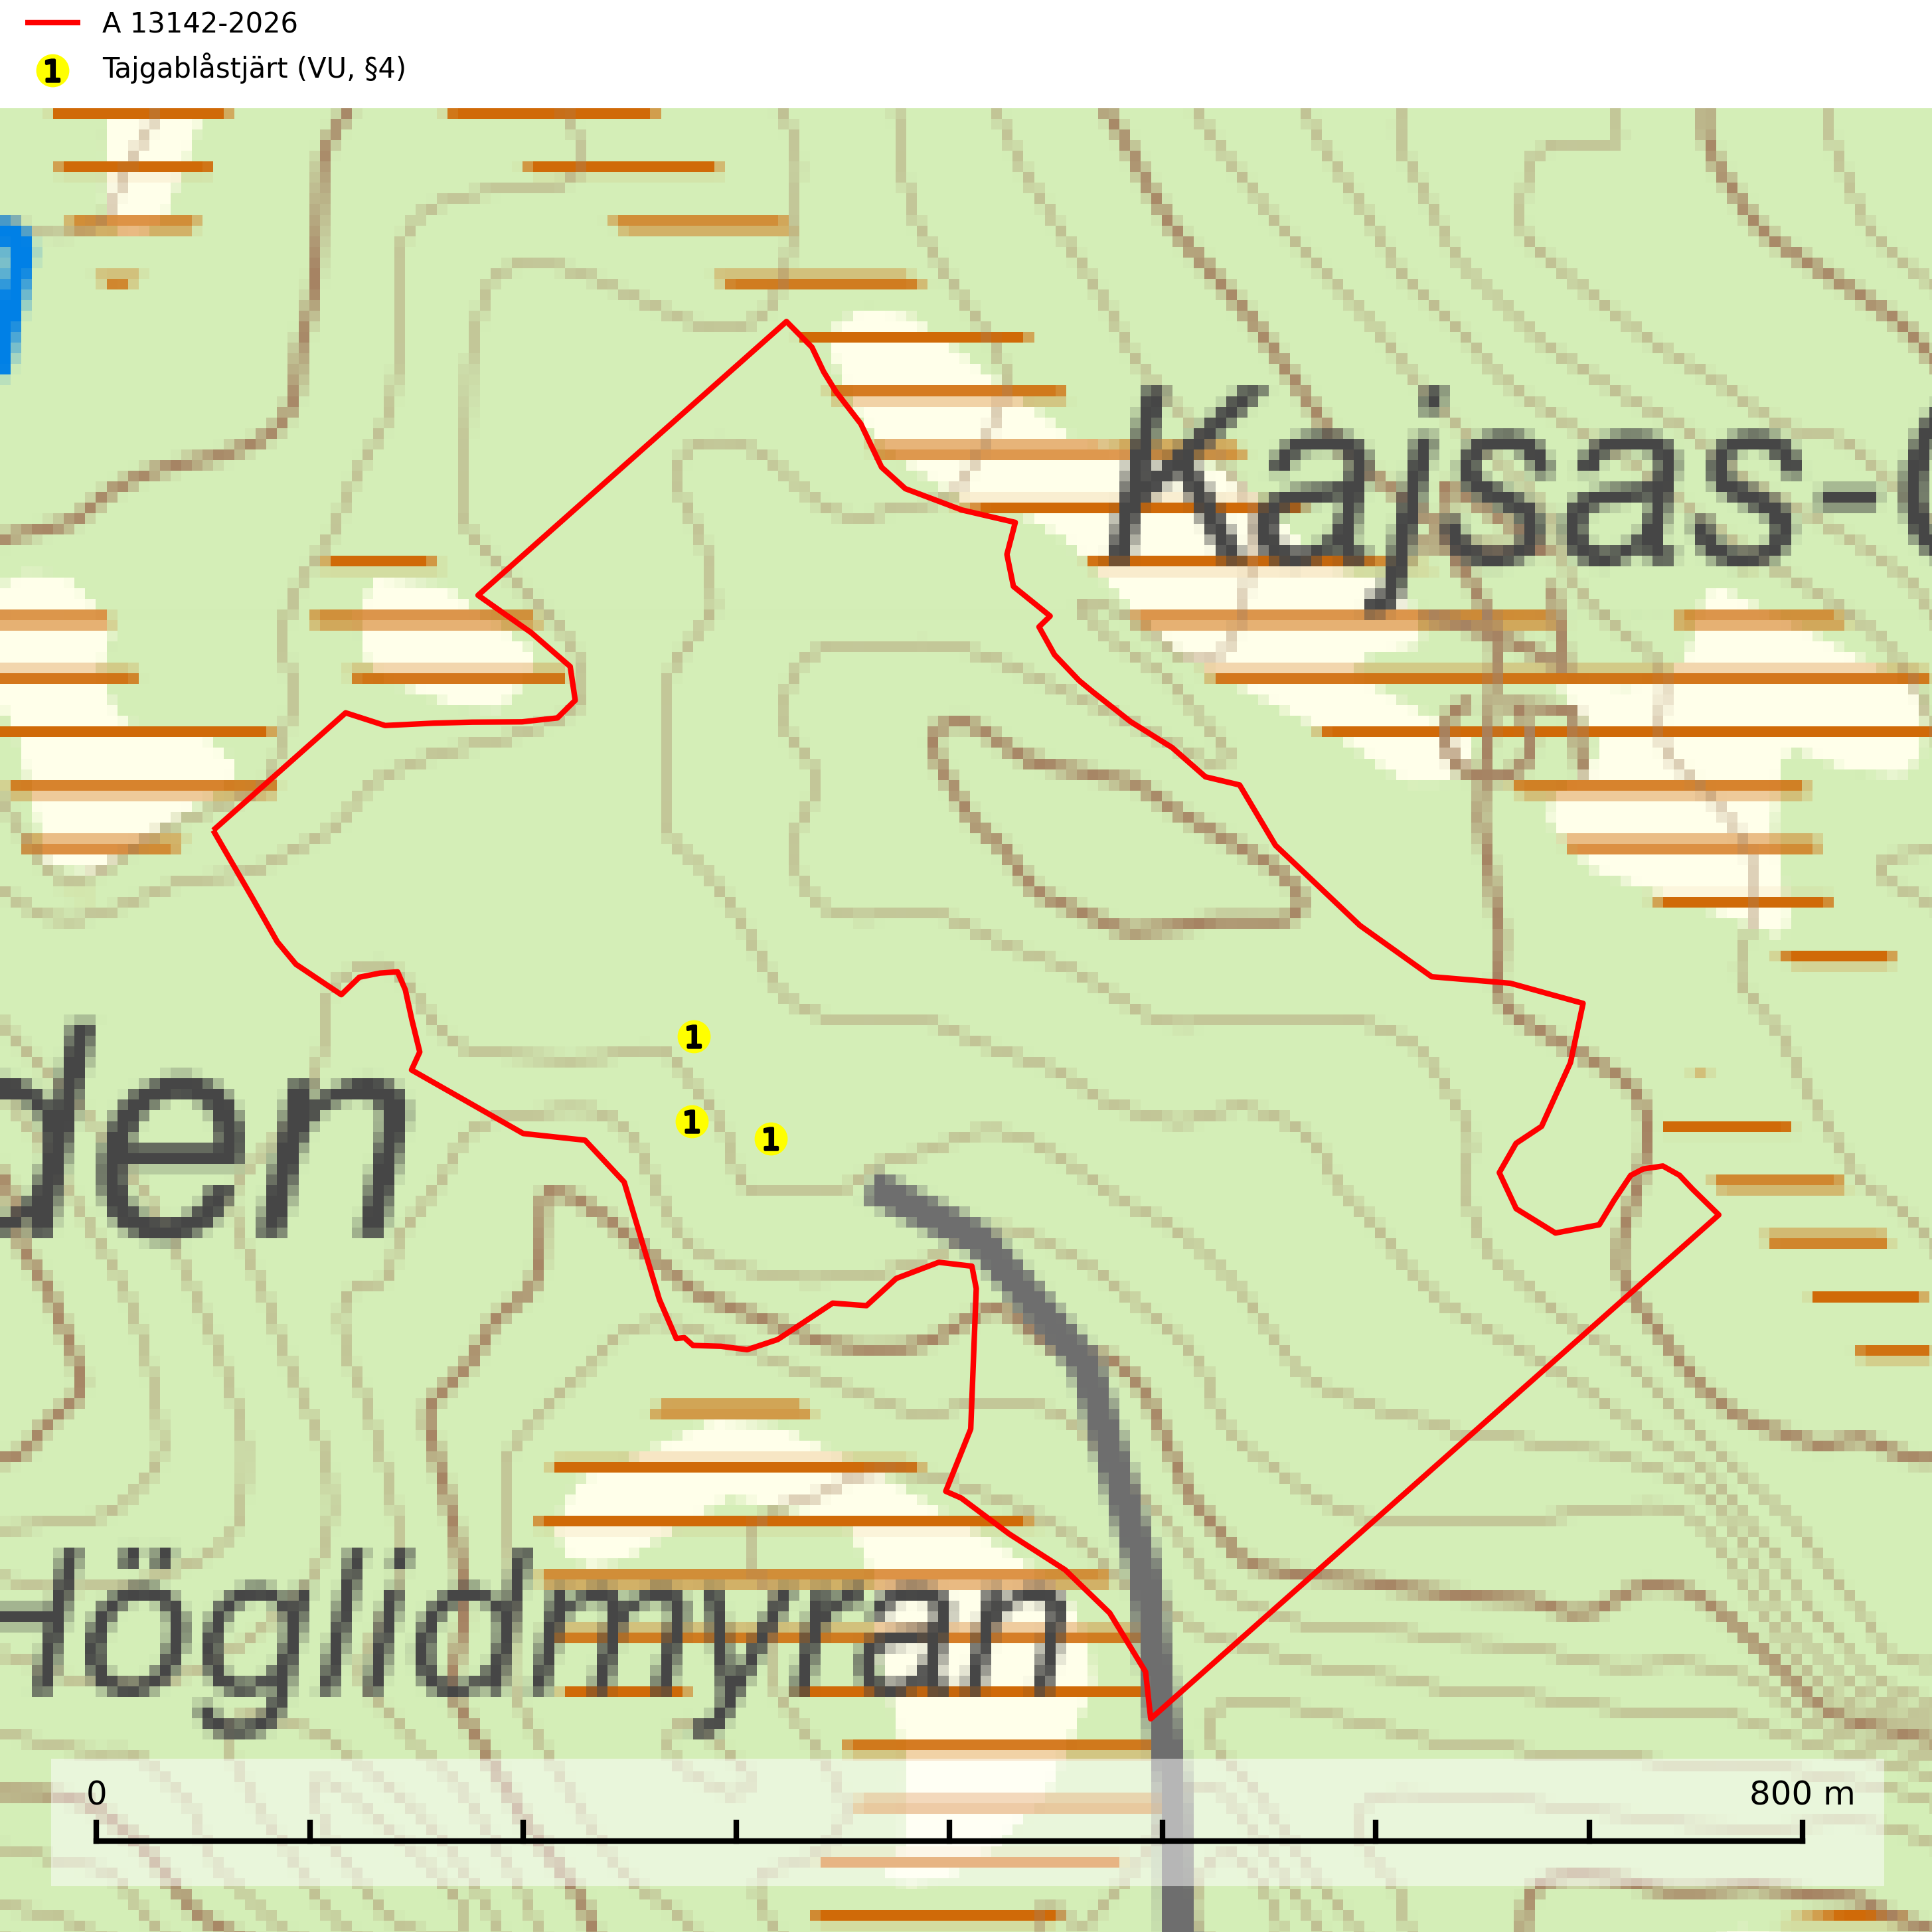 A 13142-2026
1 Tajgablåstjärt (VU, §4)
Kajsas-
1
den
1 1
Höglidmyran
0 800 m